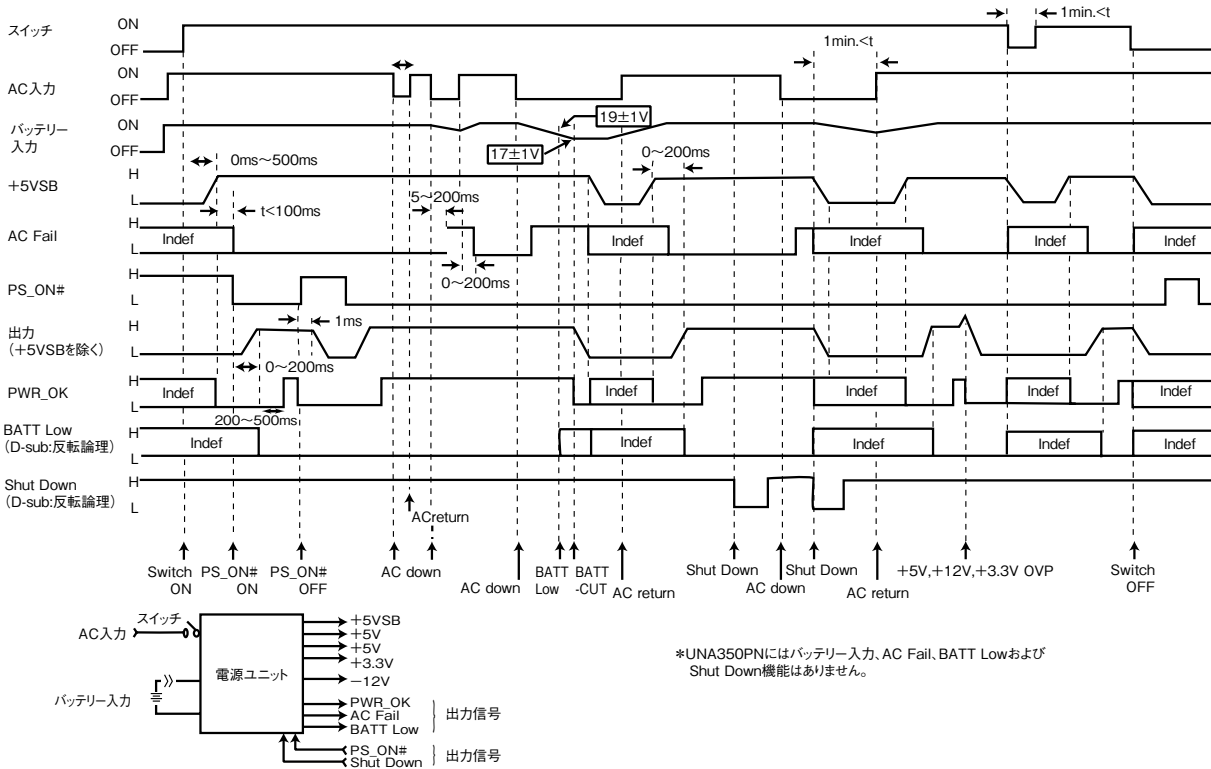 スイッチ
ON
OFF
1min.<t
1min.<t
AC入力
ON
OFF
バッテリー
入力
ON
OFF
19±1V
17±1V
0ms～500ms
0～200ms
+5VSB
H
L
t<100ms
5～200ms
AC Fail
H
L
Indef
Indef
Indef
Indef
Indef
0～200ms
PS_ON#
H
L
1ms
出力
(+5VSBを除く)
H
L
0～200ms
PWR_OK
H
L
Indef
Indef
Indef
Indef
Indef
200～500ms
BATT Low
(D-sub:反転論理)
H
L
Indef
Indef
Indef
Indef
Indef
Shut Down
(D-sub:反転論理)
H
L
ACreturn
Switch
ON
PS_ON#
ON
PS_ON#
OFF
AC down
AC down
BATT
Low
BATT
-CUT
AC return
Shut Down
AC down
Shut Down
AC return
+5V,+12V,+3.3V OVP
Switch
OFF
AC入力
スイッチ
バッテリー入力
電源ユニット
+5VSB
+5V
+5V
+3.3V
−12V
PWR_OK
AC Fail
BATT Low
出力信号
PS_ON#
Shut Down
出力信号
*UNA350PNにはバッテリー入力、AC Fail、BATT Lowおよび
Shut Down機能はありません。